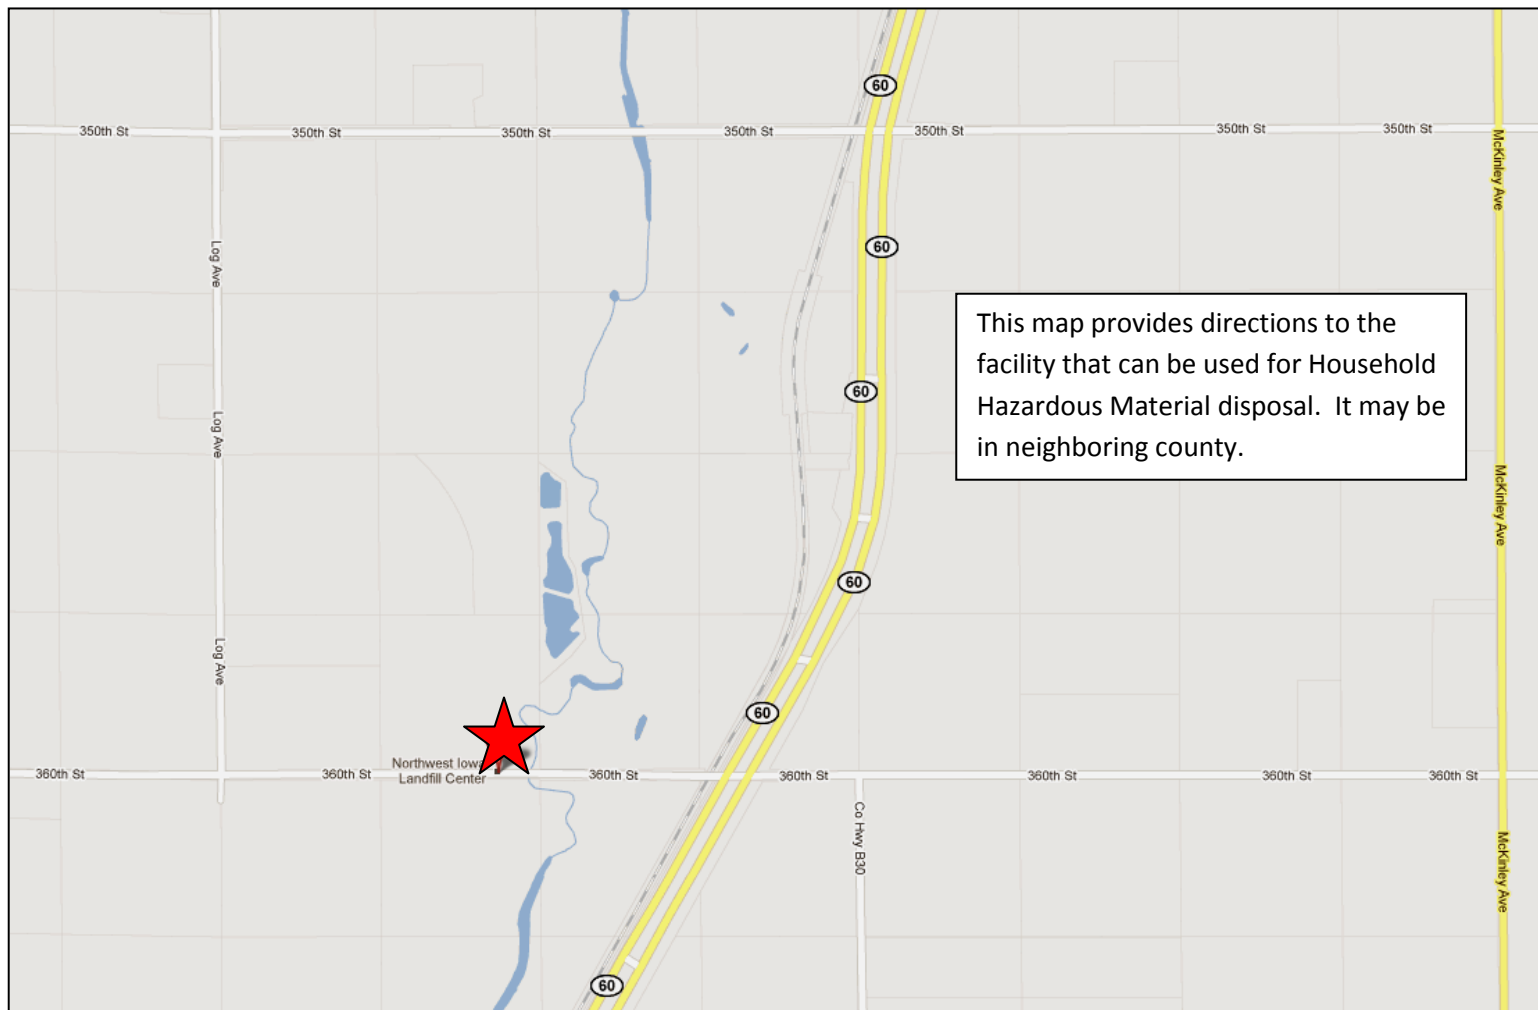 60
350th St
350th St
350th St
350th St
350th St
350th St
350th St
McKinley Ave
Log Ave
60
This map provides directions to the
facility that can be used for Household
Hazardous Material disposal.  It may be
in neighboring county.
60
Log Ave
McKinley Ave
60
Log Ave
60
Northwest Iowa
Landfill Center
360th St
360th St
360th St
360th St
360th St
360th St
360th St
Co Hwy B30
McKinley Ave
60